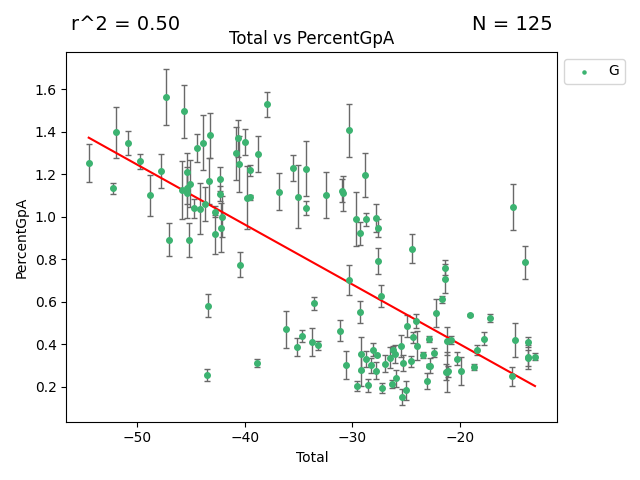 r^2 = 0.50 N = 125
Total vs PercentGpA
G
1.6
1.4
1.2
1.0
0.8
0.6
0.4
0.2
PercentGpA
−50 −40 −30 −20
Total